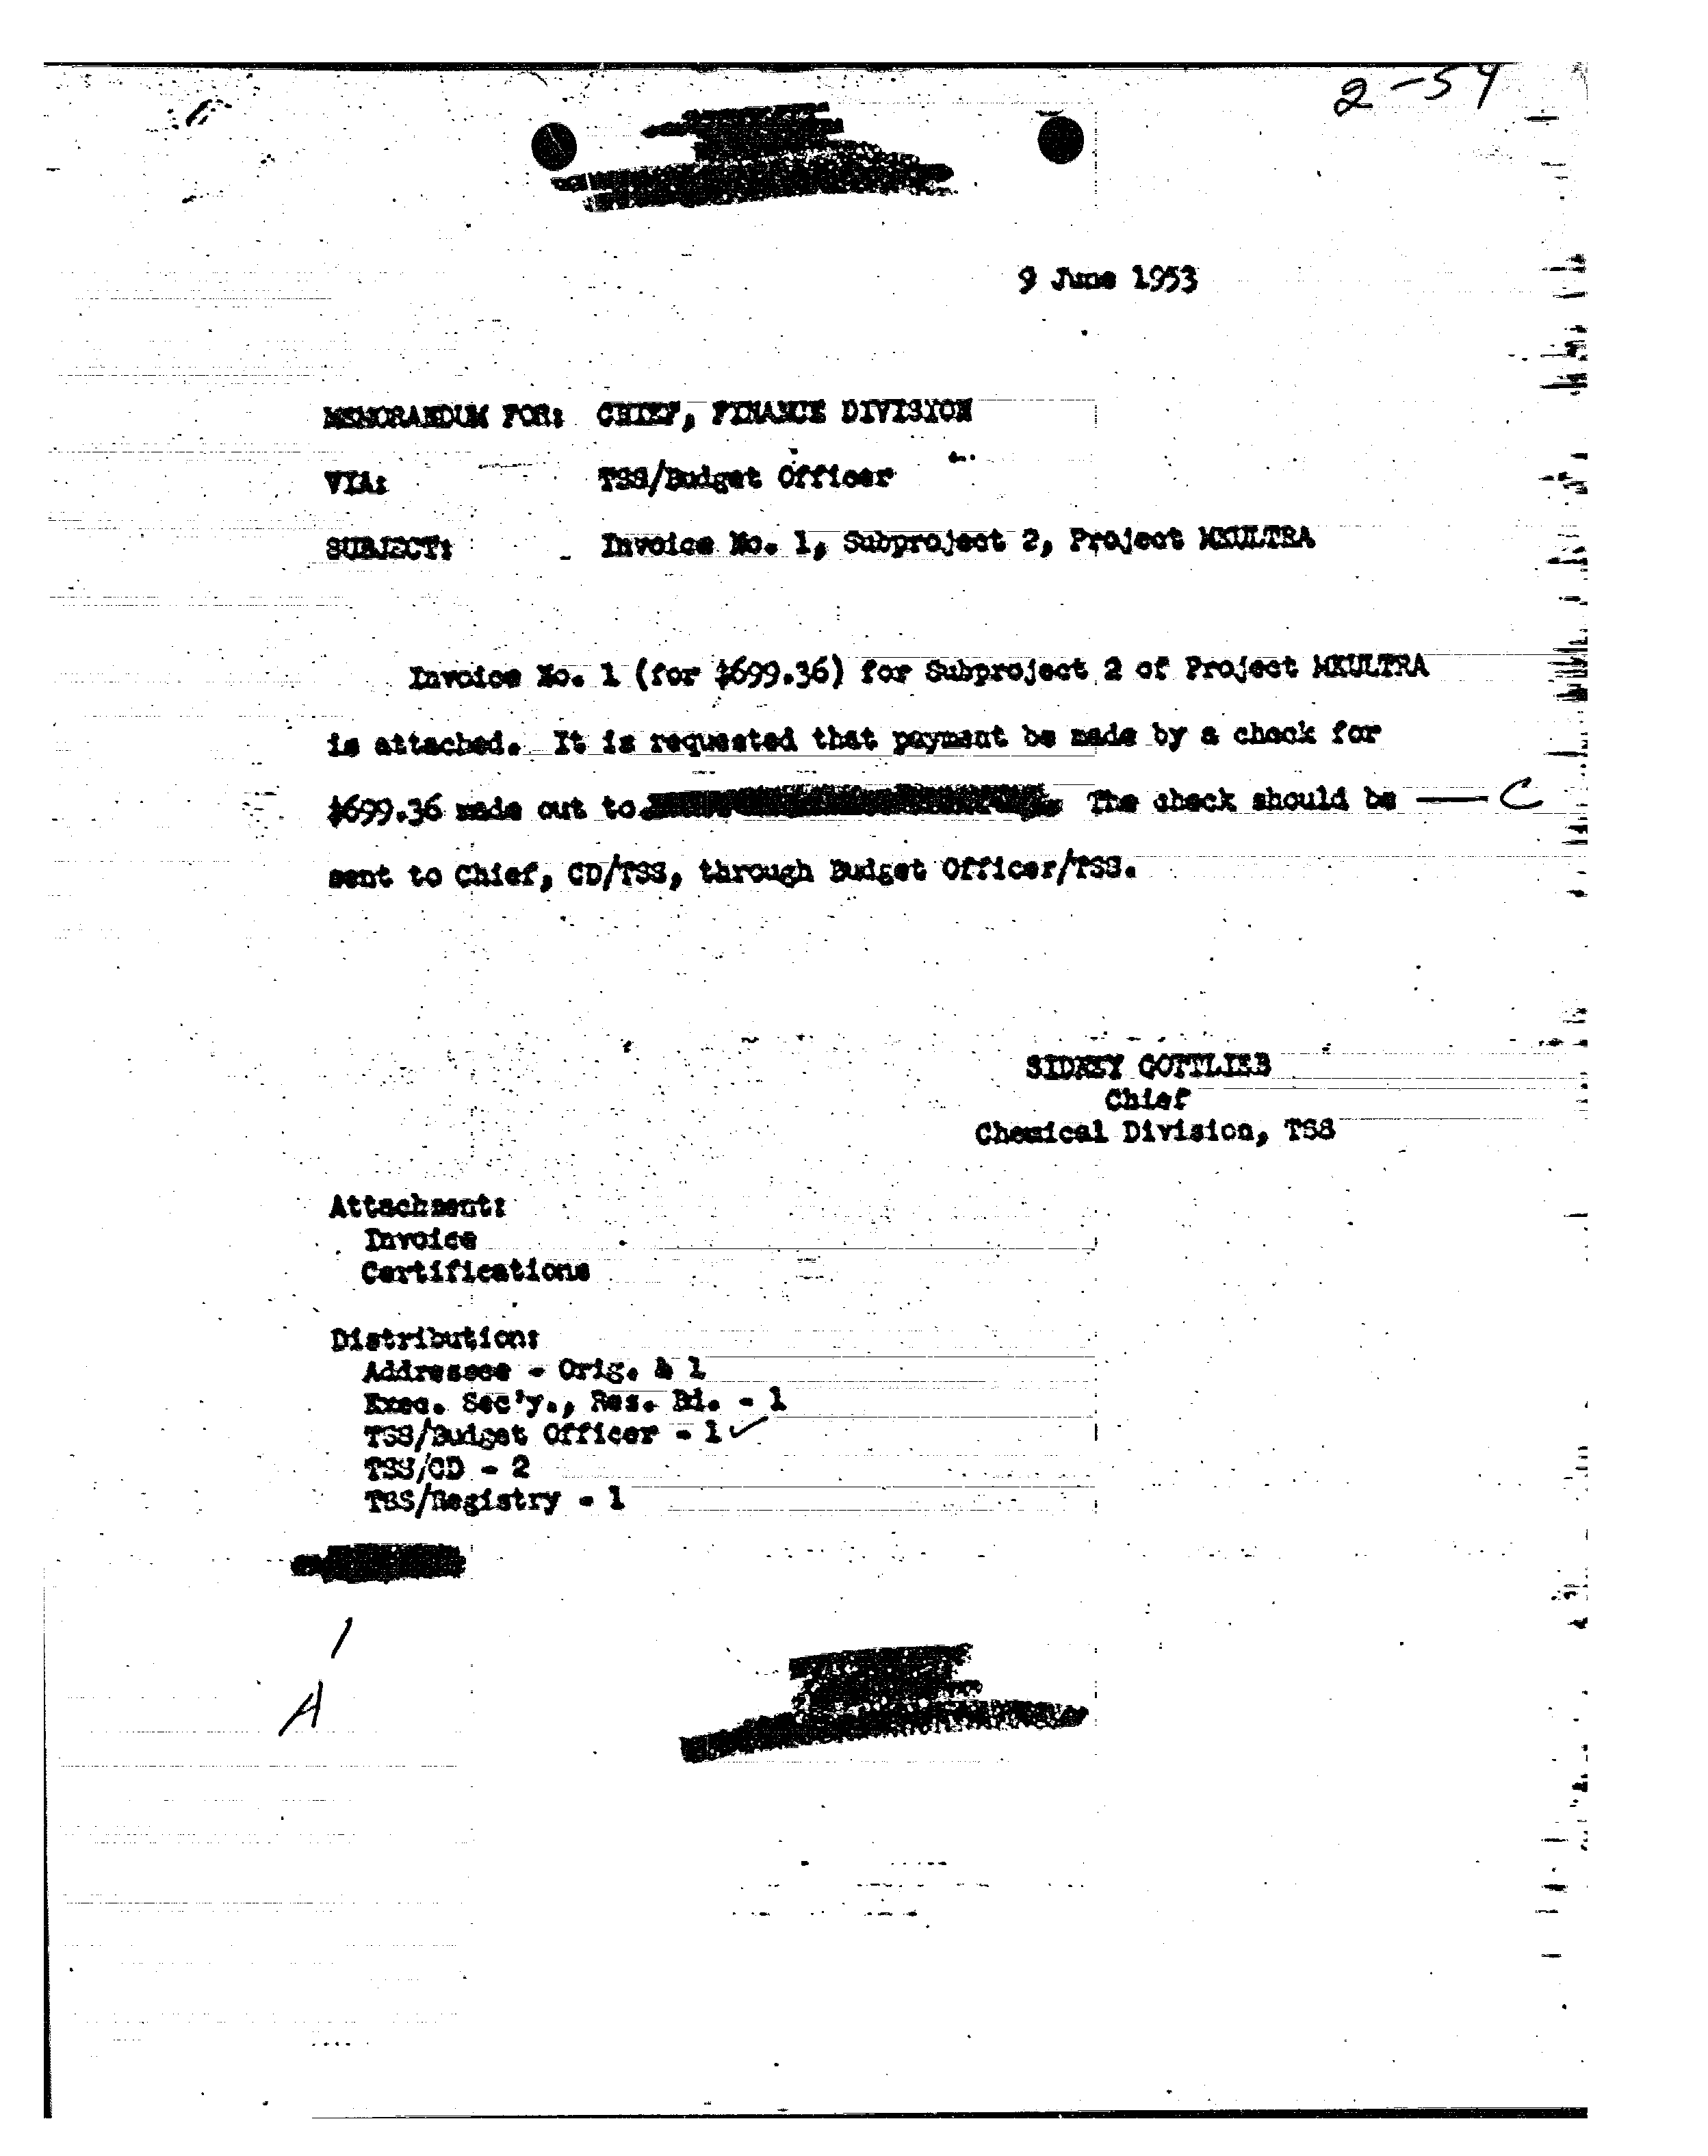 2-54
9 June 1953
MEMORANDUM FOR: CHIEF, FINANCE DIVISION
VIA: TSS/Budget Officer
SUBJECT: Invoice No. 1, Subproject 2, Project MKULTRA
Invoice No. 1 (for $699.36) for Subproject 2 of Project MKULTRA
is attached. It is requested that payment be made by a check for
$699.36 made out to The check should be — C
sent to Chief, CD/TSS, through Budget Officer/TSS.
SIDNEY GOTTLIEB
Chief
Chemical Division, TSS
Attachment:
Invoice
Certifications
Distribution:
Addressee - Orig. & 1
Exec. Sec'y., Res. Bd. - 1
TSS/Budget Officer - 1 ✓
TSS/CD - 2
TSS/Registry - 1
A